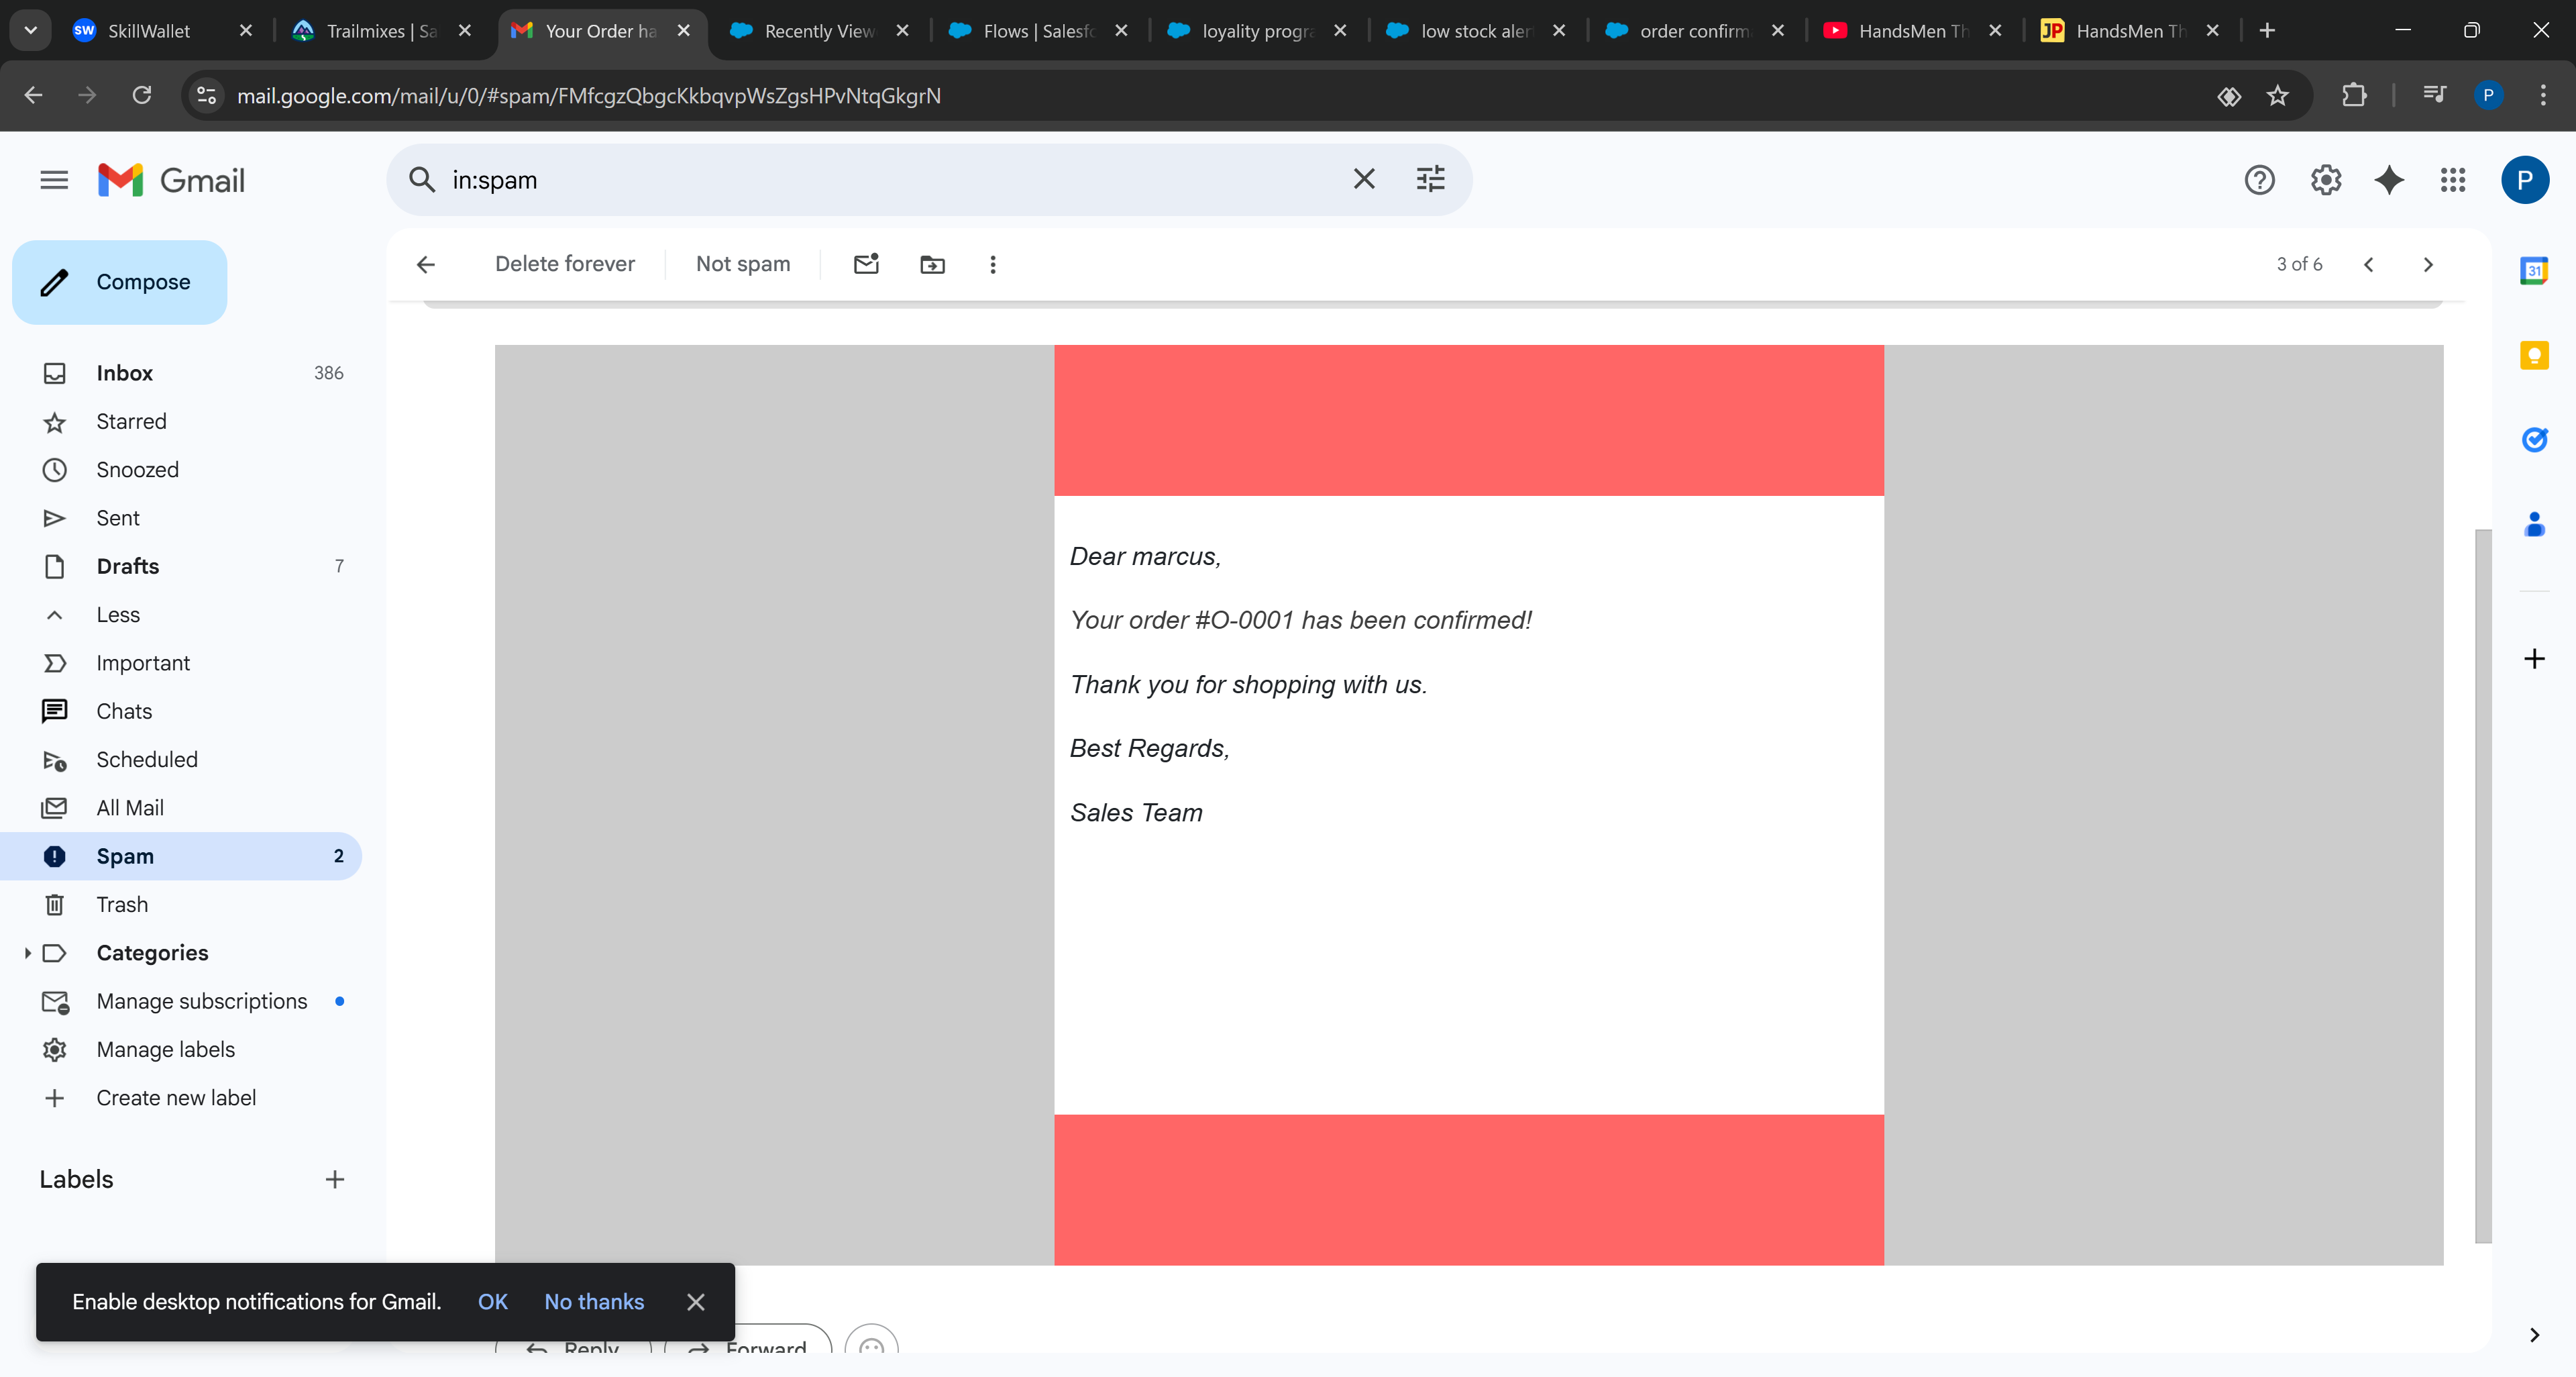 SkillWallet
Trailmixes | Sa
Your Order ha
Recently View
Flows | Salesfo
loyality progra
low stock aler
order confirm
HandsMen Th
JP HandsMen Th
mail.google.com/mail/u/0/#spam/FMfcgzQbgcKkbqvpWsZgsHPvNtqGkgrN
P
Gmail
in:spam
P
Compose
Delete forever
Not spam
3 of 6
31
Inbox 386
Starred
Snoozed
Sent
Drafts 7
Less
Important
Chats
Scheduled
All Mail
Spam 2
Trash
Categories
Manage subscriptions
Manage labels
Create new label
Labels
Dear marcus,
Your order #O-0001 has been confirmed!
Thank you for shopping with us.
Best Regards,
Sales Team
Enable desktop notifications for Gmail. OK No thanks
Reply
Forward